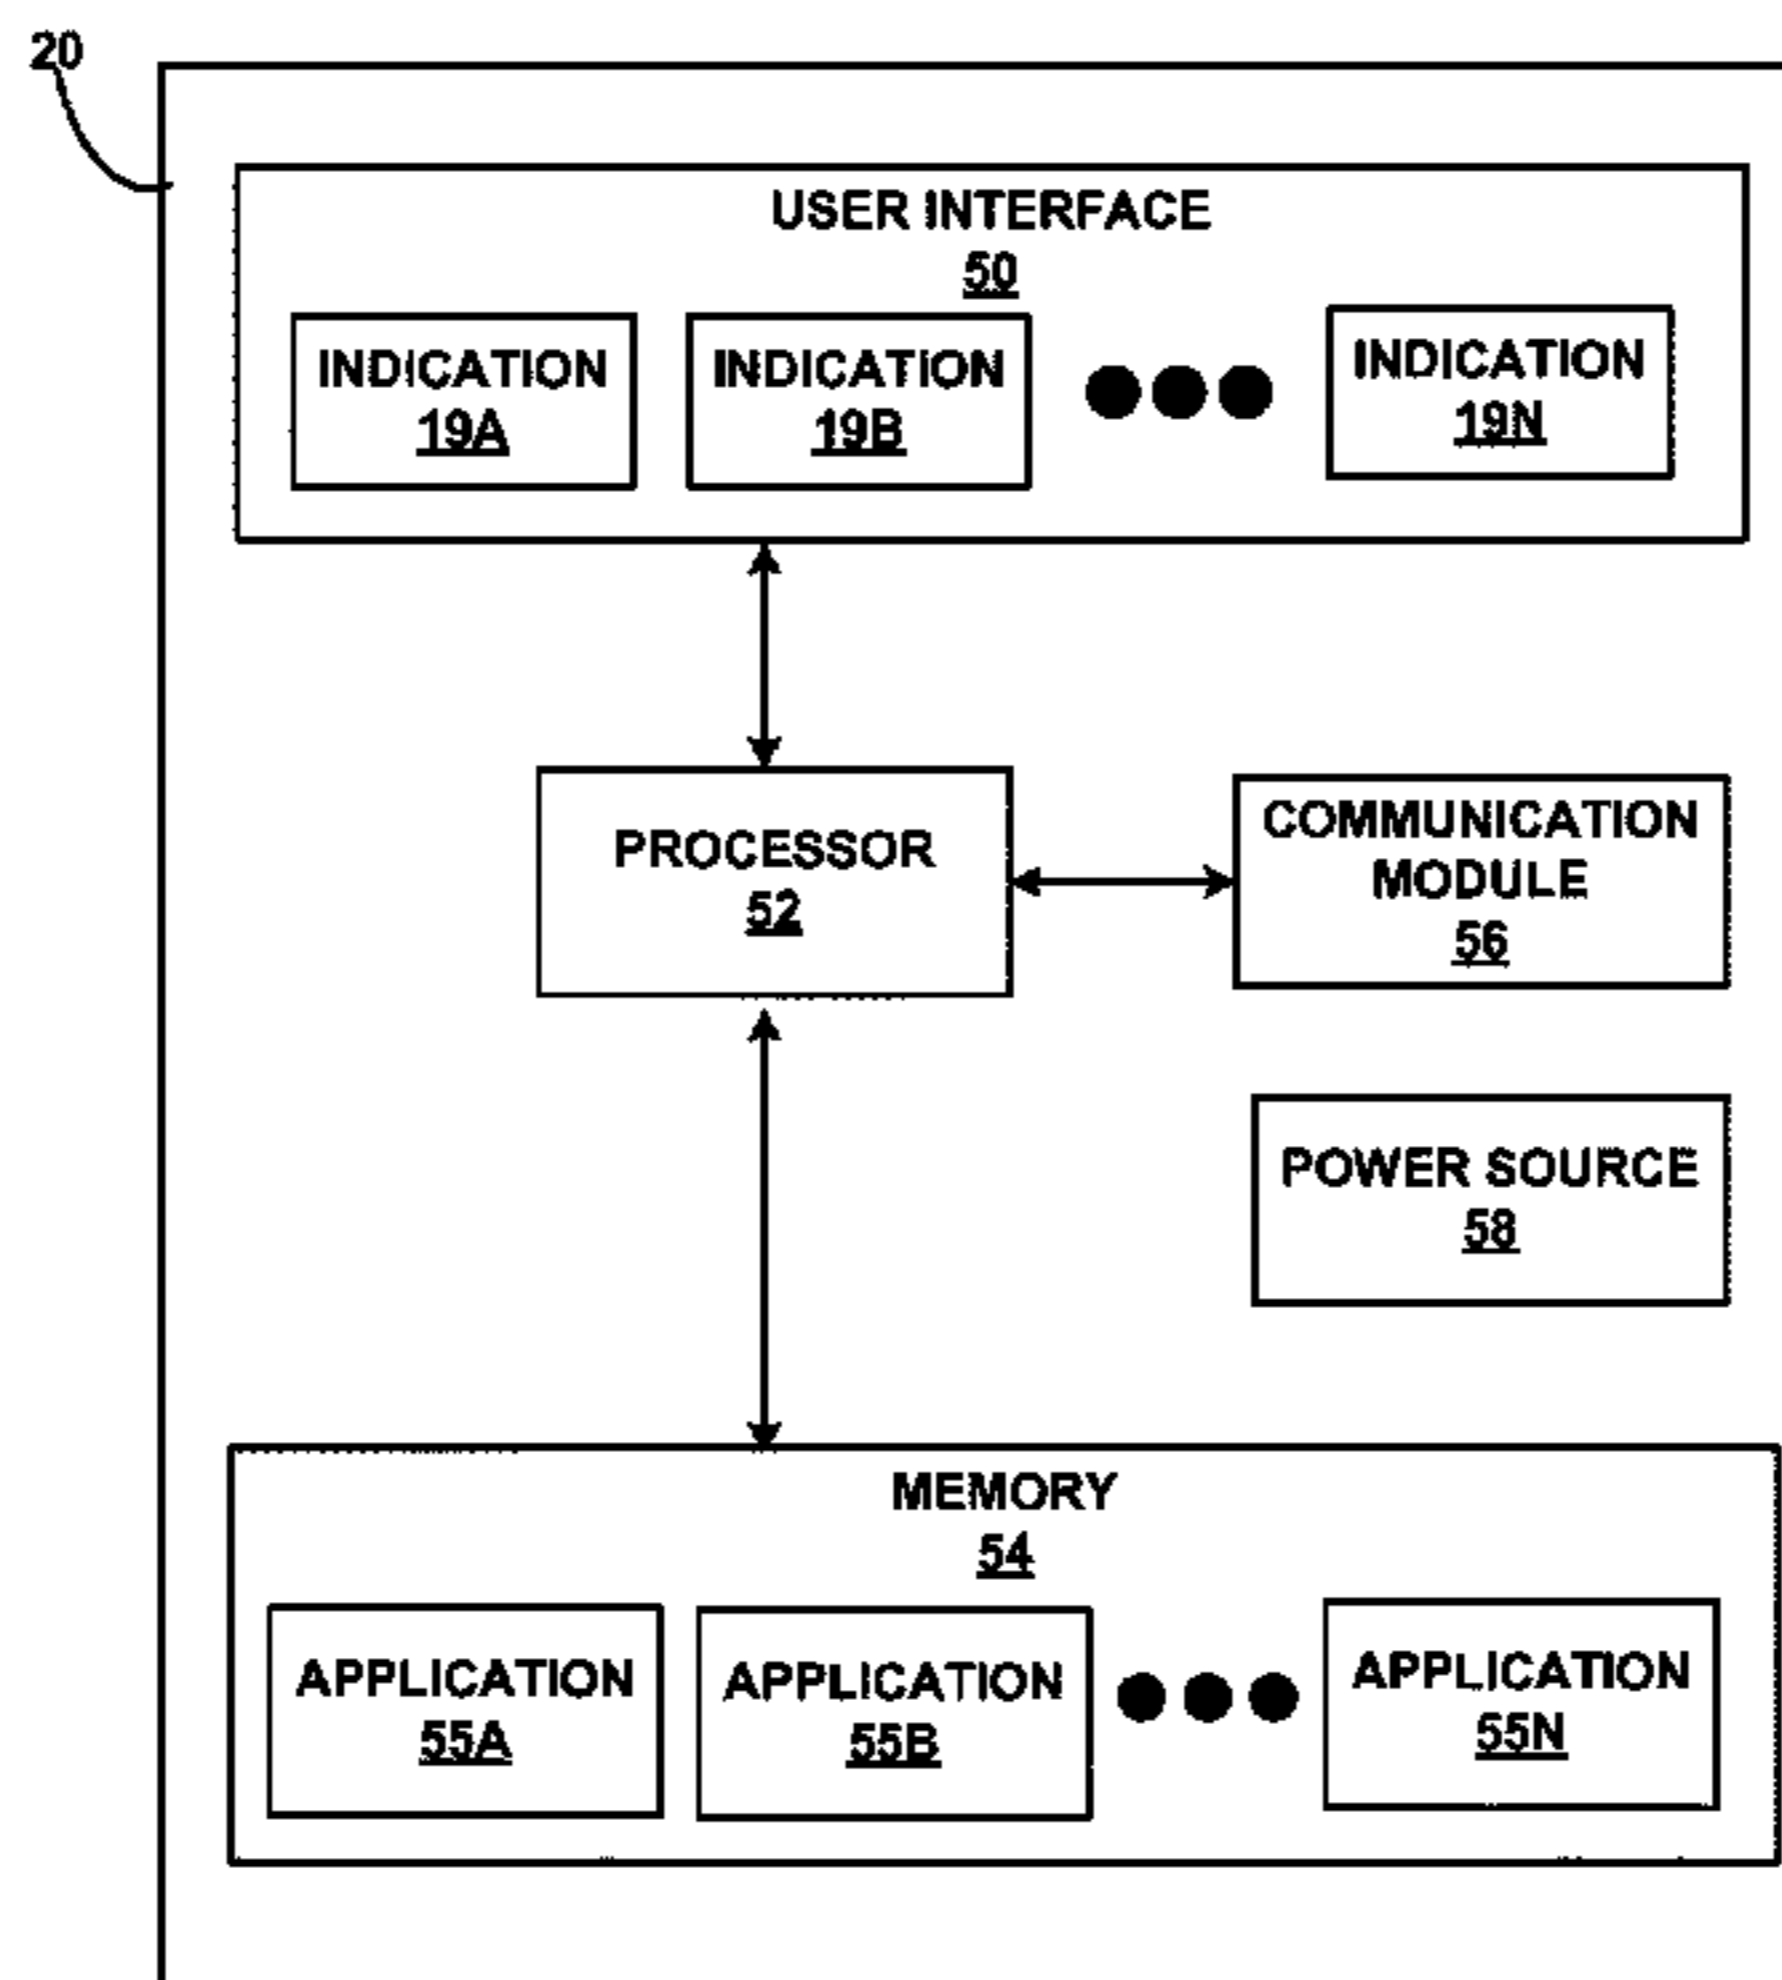 20
USER INTERFACE
50
INDICATION
19A
INDICATION
19B
INDICATION
19N
PROCESSOR
52
COMMUNICATION
MODULE
56
POWER SOURCE
58
MEMORY
54
APPLICATION
55A
APPLICATION
55B
APPLICATION
55N